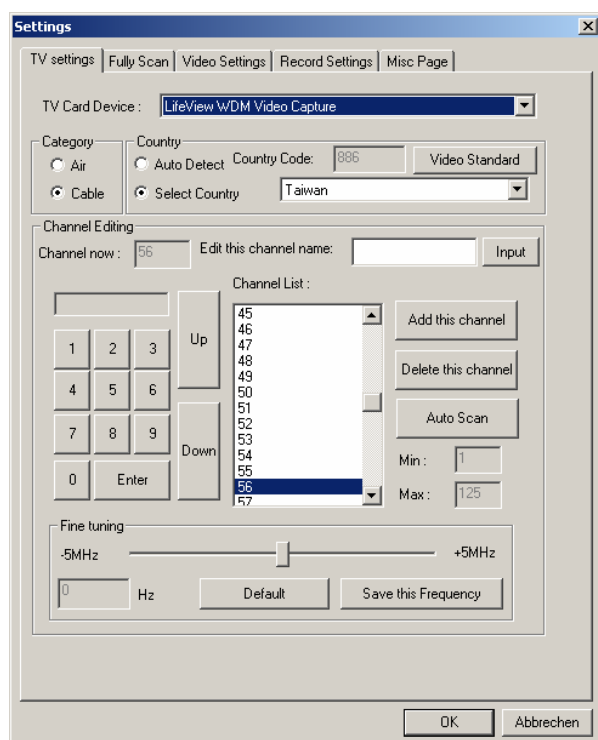 Settings
TV settings Fully Scan Video Settings Record Settings Misc Page
TV Card Device : LifeView WDM Video Capture
Category Country
Air Auto Detect Country Code: 886 Video Standard
Cable Select Country Taiwan
Channel Editing
Channel now : 56 Edit this channel name: Input
Channel List :
45
46
47
48
49
50
51
52
53
54
55
56
57
1 2 3
4 5 6
7 8 9
0 Enter
Up
Down
Add this channel
Delete this channel
Auto Scan
Min : 1
Max : 125
Fine tuning
-5MHz +5MHz
0 Hz Default Save this Frequency
OK Abbrechen